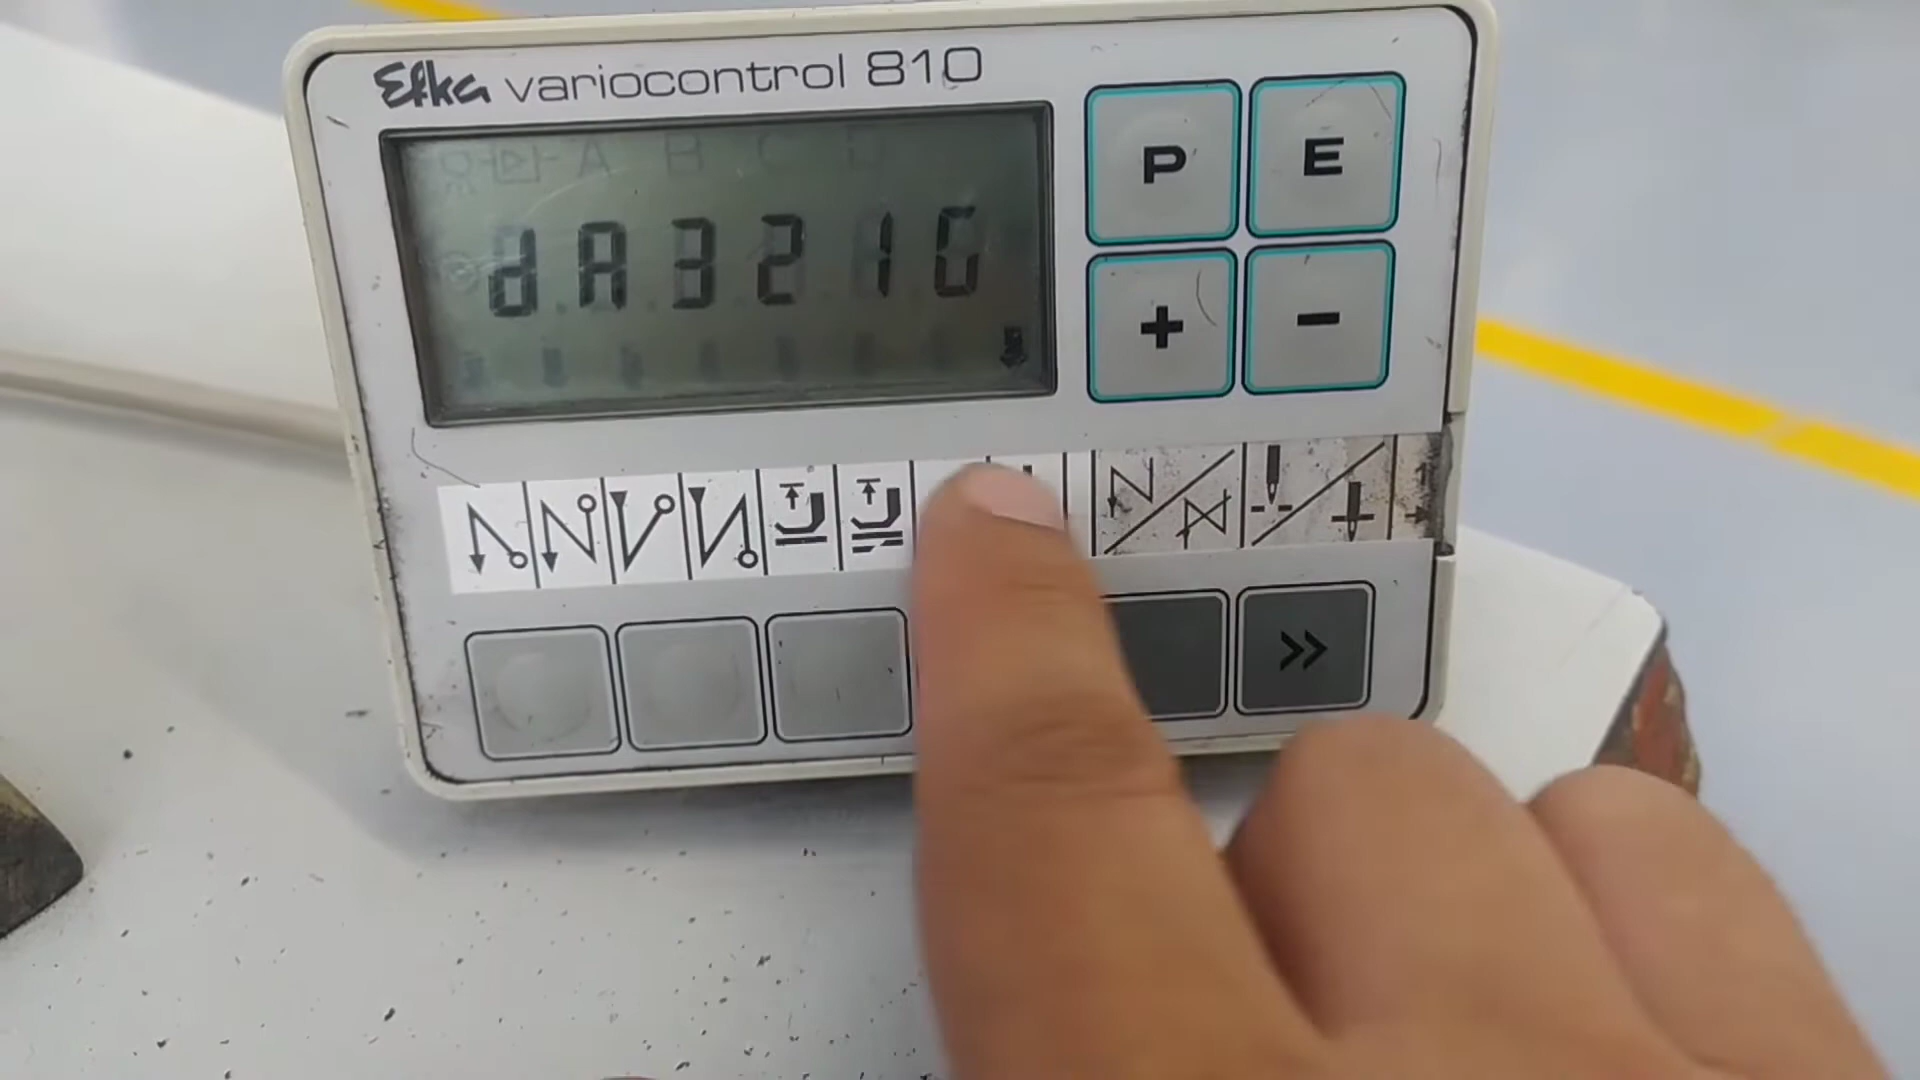 Efka variocontrol 810
dA321G
P
E
+
-
>>